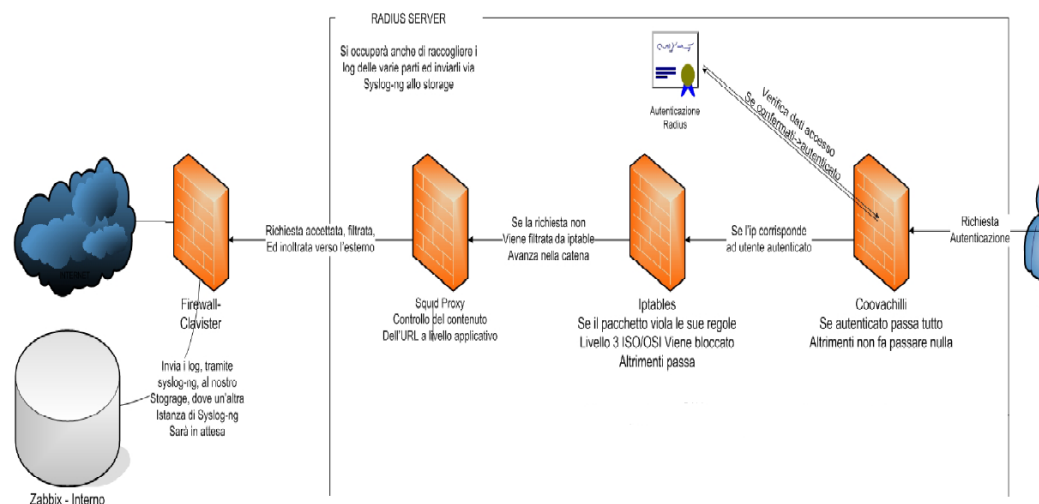 RADIUS SERVER
Si occuperà anche di raccogliere i
log delle varie parti ed inviarli via
Syslog-ng allo storage
Autenticazione
Radius
Verifica dati accesso
Se confermati->autenticato
Richiesta accettata, filtrata,
Ed inoltrata verso l'esterno
Se la richiesta non
Viene filtrata da iptable
Avanza nella catena
Se l'ip corrisponde
ad utente autenticato
Richiesta
Autenticazione
Firewall-
Clavister
Squid Proxy
Controllo del contenuto
Dell'URL a livello applicativo
Iptables
Se il pacchetto viola le sue regole
Livello 3 ISO/OSI Viene bloccato
Altrimenti passa
Coovachilli
Se autenticato passa tutto
Altrimenti non fa passare nulla
Invia i log, tramite
syslog-ng, al nostro
Stograge, dove un'altra
Istanza di Syslog-ng
Sarà in attesa
Zabbix - Interno